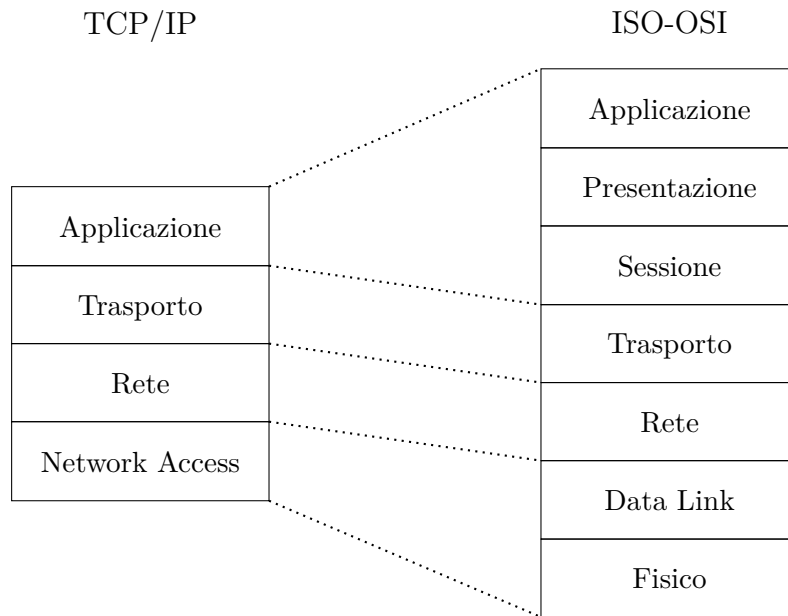 TCP/IP
Applicazione
Trasporto
Rete
Network Access
ISO-OSI
Applicazione
Presentazione
Sessione
Trasporto
Rete
Data Link
Fisico